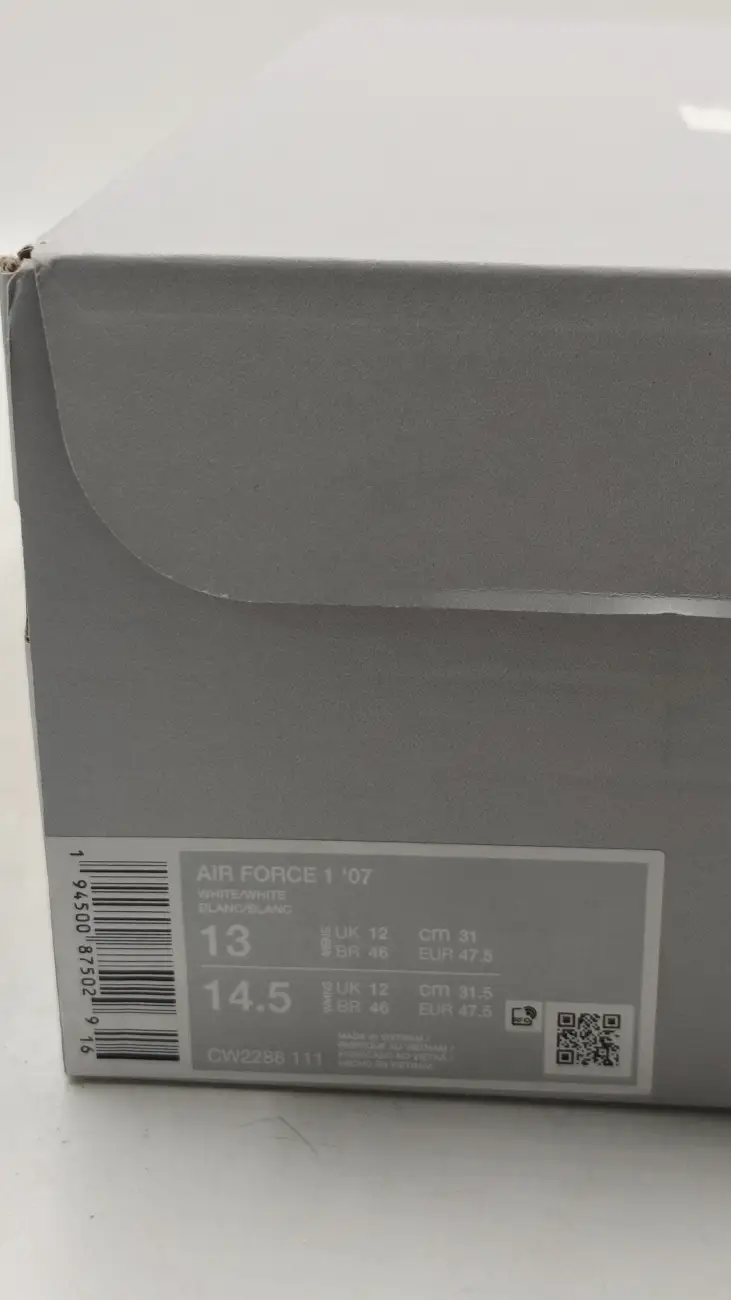 AIR FORCE 1 '07
WHITE/WHITE
BLANC/BLANC
13 UK 12 cm 31
BR 46 EUR 47.5
14.5 UK 12 cm 31.5
BR 46 EUR 47.5
CW2288 111
MADE IN VIETNAM /
1 94500 87502 9 16